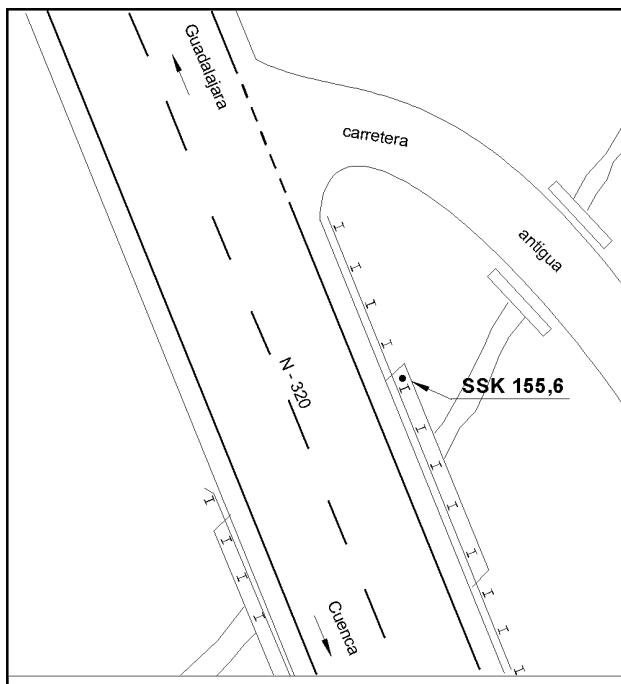 Guadalajara
carretera
antigua
N - 320
SSK 155,6
Cuenca